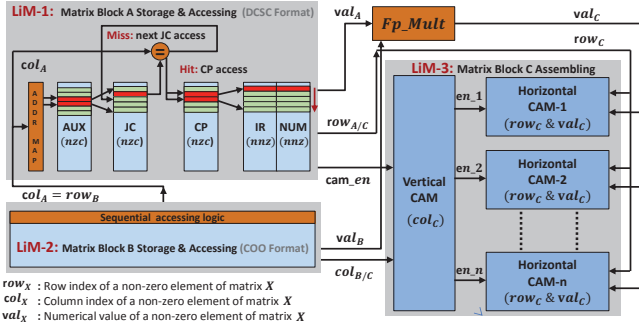 LiM-1: Matrix Block A Storage & Accessing (DCSC Format)
col_A
Miss: next JC access
=
Hit: CP access
ADDR MAP
AUX
(nzc)
JC
(nzc)
CP
(nzc)
IR
(nnz)
NUM
(nnz)
val_A
Fp_Mult
val_C
row_C
row_A/C
cam_en
col_A = row_B
Sequential accessing logic
LiM-2: Matrix Block B Storage & Accessing (COO Format)
val_B
col_B/C
LiM-3: Matrix Block C Assembling
Vertical
CAM
(col_C)
en_1
Horizontal
CAM-1
(row_C & val_C)
en_2
Horizontal
CAM-2
(row_C & val_C)
en_n
Horizontal
CAM-n
(row_C & val_C)
row_X : Row index of a non-zero element of matrix X
col_X : Column index of a non-zero element of matrix X
val_X : Numerical value of a non-zero element of matrix X